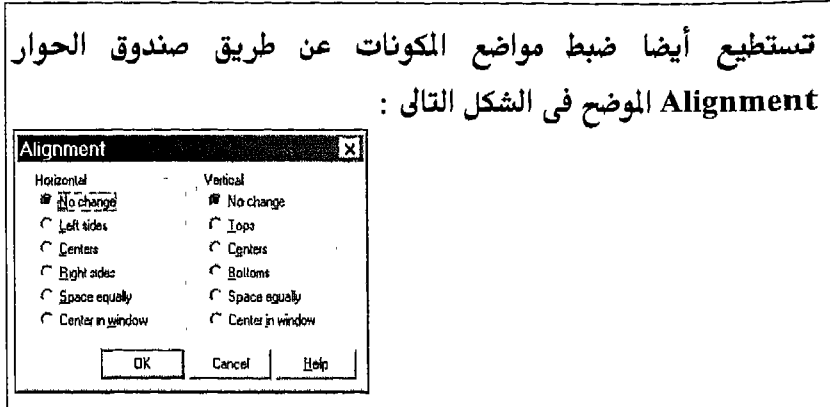 تستطيع أيضا ضبط مواضع المكونات عن طريق صندوق الحوار
Alignment الموضح فى الشكل التالى :
Alignment
Horizontal
No change
Left sides
Centers
Right sides
Space equally
Center in window
Vertical
No change
Tops
Centers
Bottoms
Space equally
Center in window
OK Cancel Help